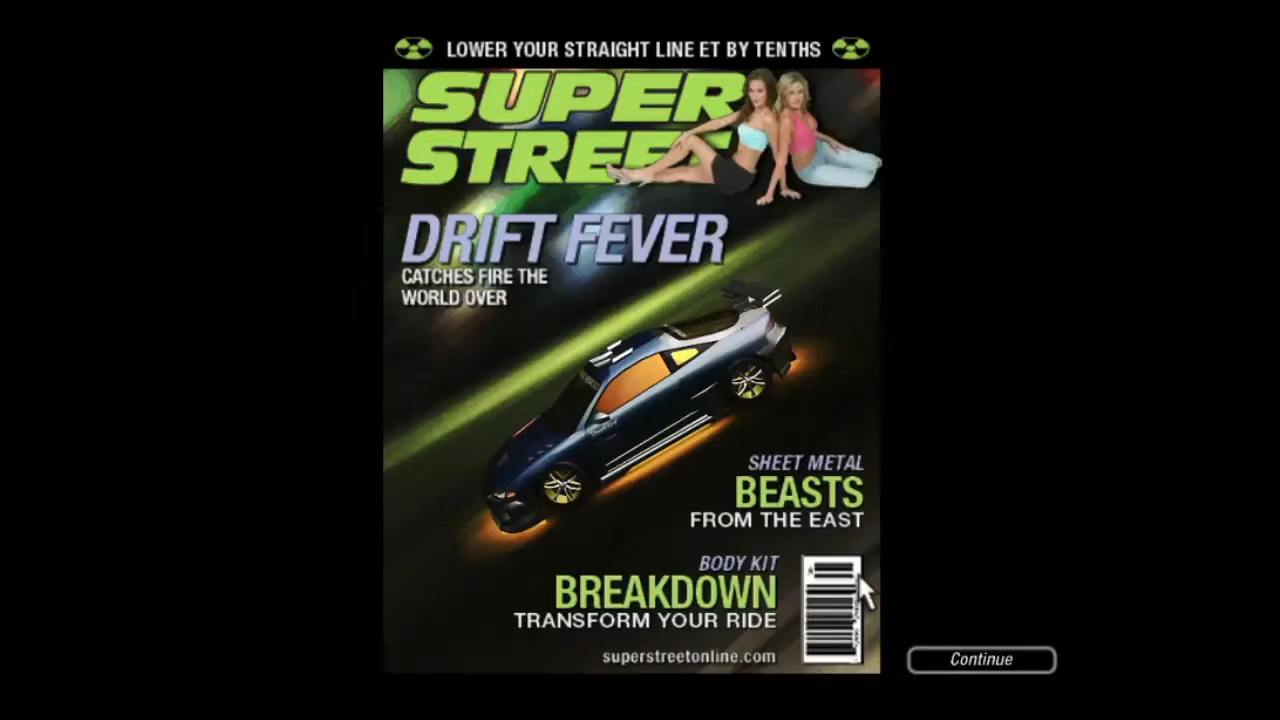 LOWER YOUR STRAIGHT LINE ET BY TENTHS
SUPER
STREET
DRIFT FEVER
CATCHES FIRE THE
WORLD OVER
SHEET METAL
BEASTS
FROM THE EAST
BODY KIT
BREAKDOWN
TRANSFORM YOUR RIDE
superstreetonline.com
Continue